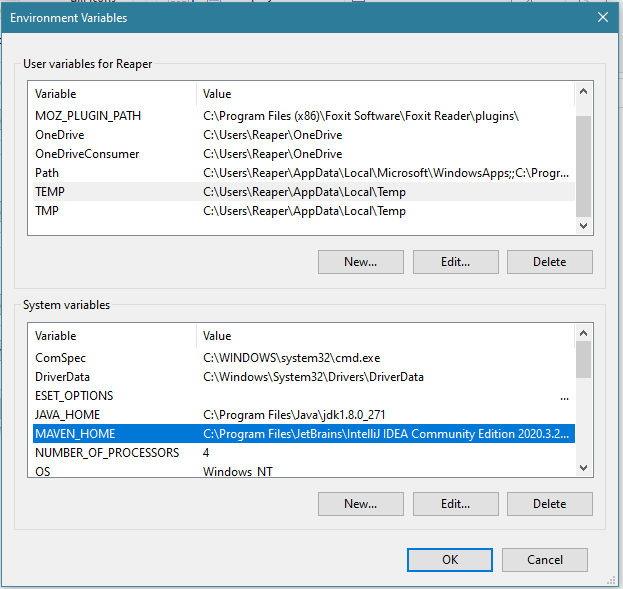 Environment Variables
User variables for Reaper
Variable Value
MOZ_PLUGIN_PATH C:\Program Files (x86)\Foxit Software\Foxit Reader\plugins\
OneDrive C:\Users\Reaper\OneDrive
OneDriveConsumer C:\Users\Reaper\OneDrive
Path C:\Users\Reaper\AppData\Local\Microsoft\WindowsApps;;C:\Progr...
TEMP C:\Users\Reaper\AppData\Local\Temp
TMP C:\Users\Reaper\AppData\Local\Temp
New... Edit... Delete
System variables
Variable Value
ComSpec C:\WINDOWS\system32\cmd.exe
DriverData C:\Windows\System32\Drivers\DriverData
ESET_OPTIONS ...
JAVA_HOME C:\Program Files\Java\jdk1.8.0_271
MAVEN_HOME C:\Program Files\JetBrains\IntelliJ IDEA Community Edition 2020.3.2...
NUMBER_OF_PROCESSORS 4
OS Windows_NT
New... Edit... Delete
OK Cancel